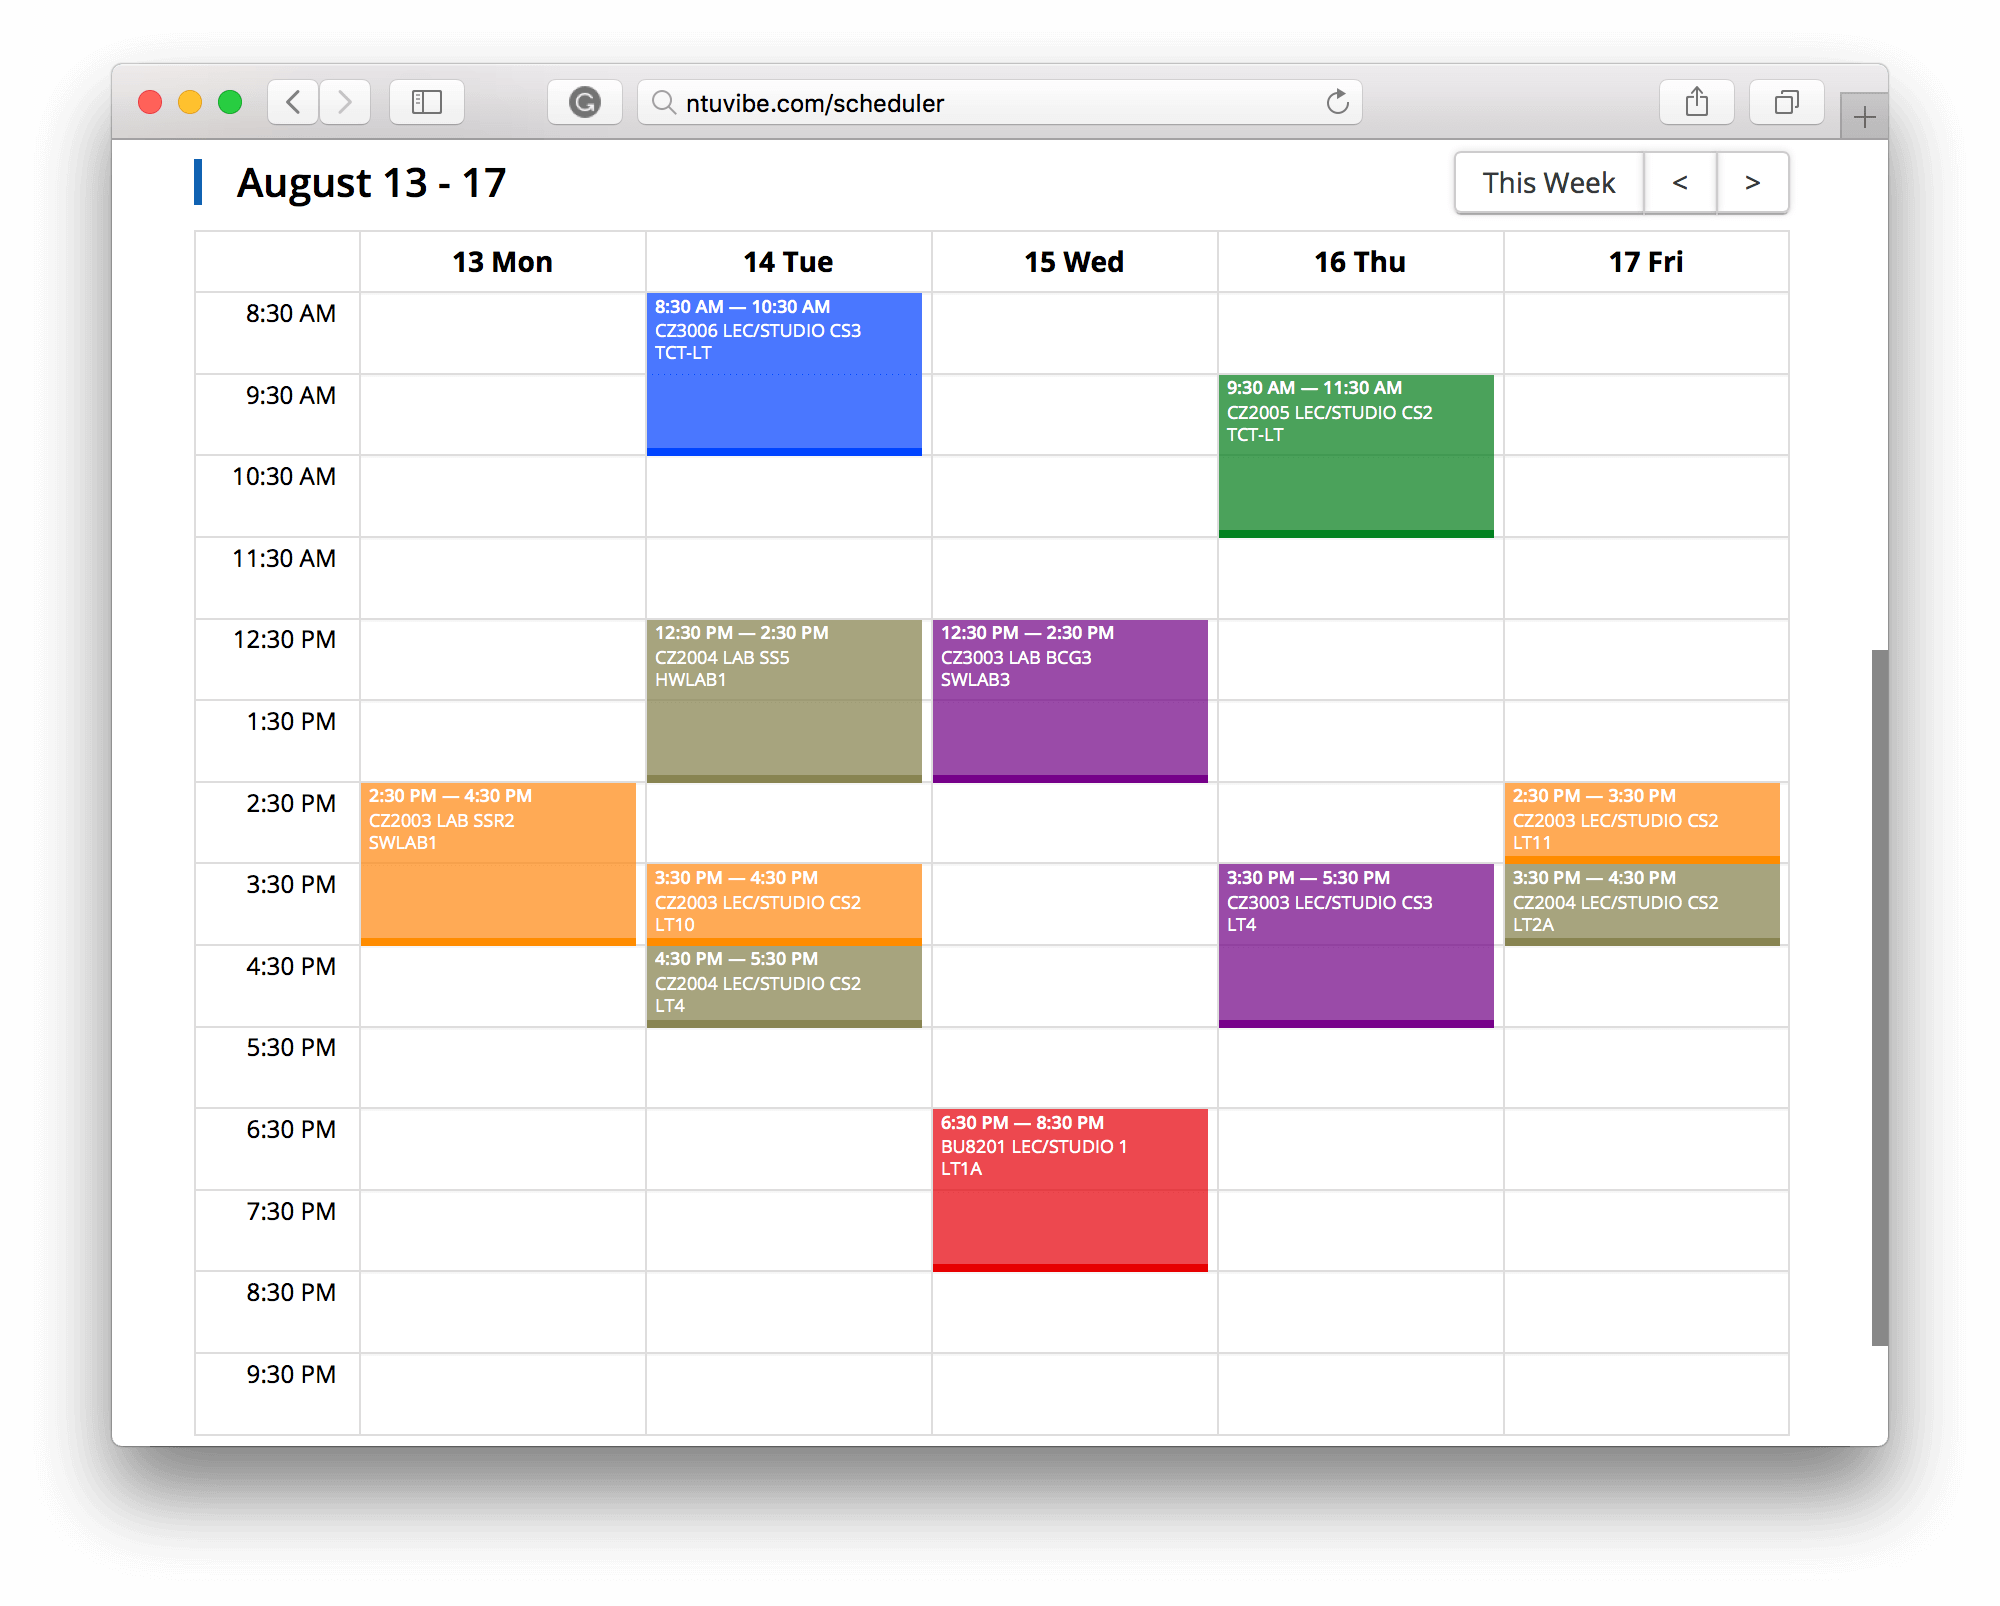 ntuvibe.com/scheduler
August 13 - 17
This Week < >
13 Mon 14 Tue 15 Wed 16 Thu 17 Fri
8:30 AM
8:30 AM — 10:30 AM
CZ3006 LEC/STUDIO CS3
TCT-LT
9:30 AM
9:30 AM — 11:30 AM
CZ2005 LEC/STUDIO CS2
TCT-LT
10:30 AM
11:30 AM
12:30 PM
12:30 PM — 2:30 PM
CZ2004 LAB SS5
HWLAB1
12:30 PM — 2:30 PM
CZ3003 LAB BCG3
SWLAB3
1:30 PM
2:30 PM
2:30 PM — 4:30 PM
CZ2003 LAB SSR2
SWLAB1
2:30 PM — 3:30 PM
CZ2003 LEC/STUDIO CS2
LT11
3:30 PM
3:30 PM — 4:30 PM
CZ2003 LEC/STUDIO CS2
LT10
3:30 PM — 5:30 PM
CZ3003 LEC/STUDIO CS3
LT4
3:30 PM — 4:30 PM
CZ2004 LEC/STUDIO CS2
LT2A
4:30 PM
4:30 PM — 5:30 PM
CZ2004 LEC/STUDIO CS2
LT4
5:30 PM
6:30 PM
6:30 PM — 8:30 PM
BU8201 LEC/STUDIO 1
LT1A
7:30 PM
8:30 PM
9:30 PM